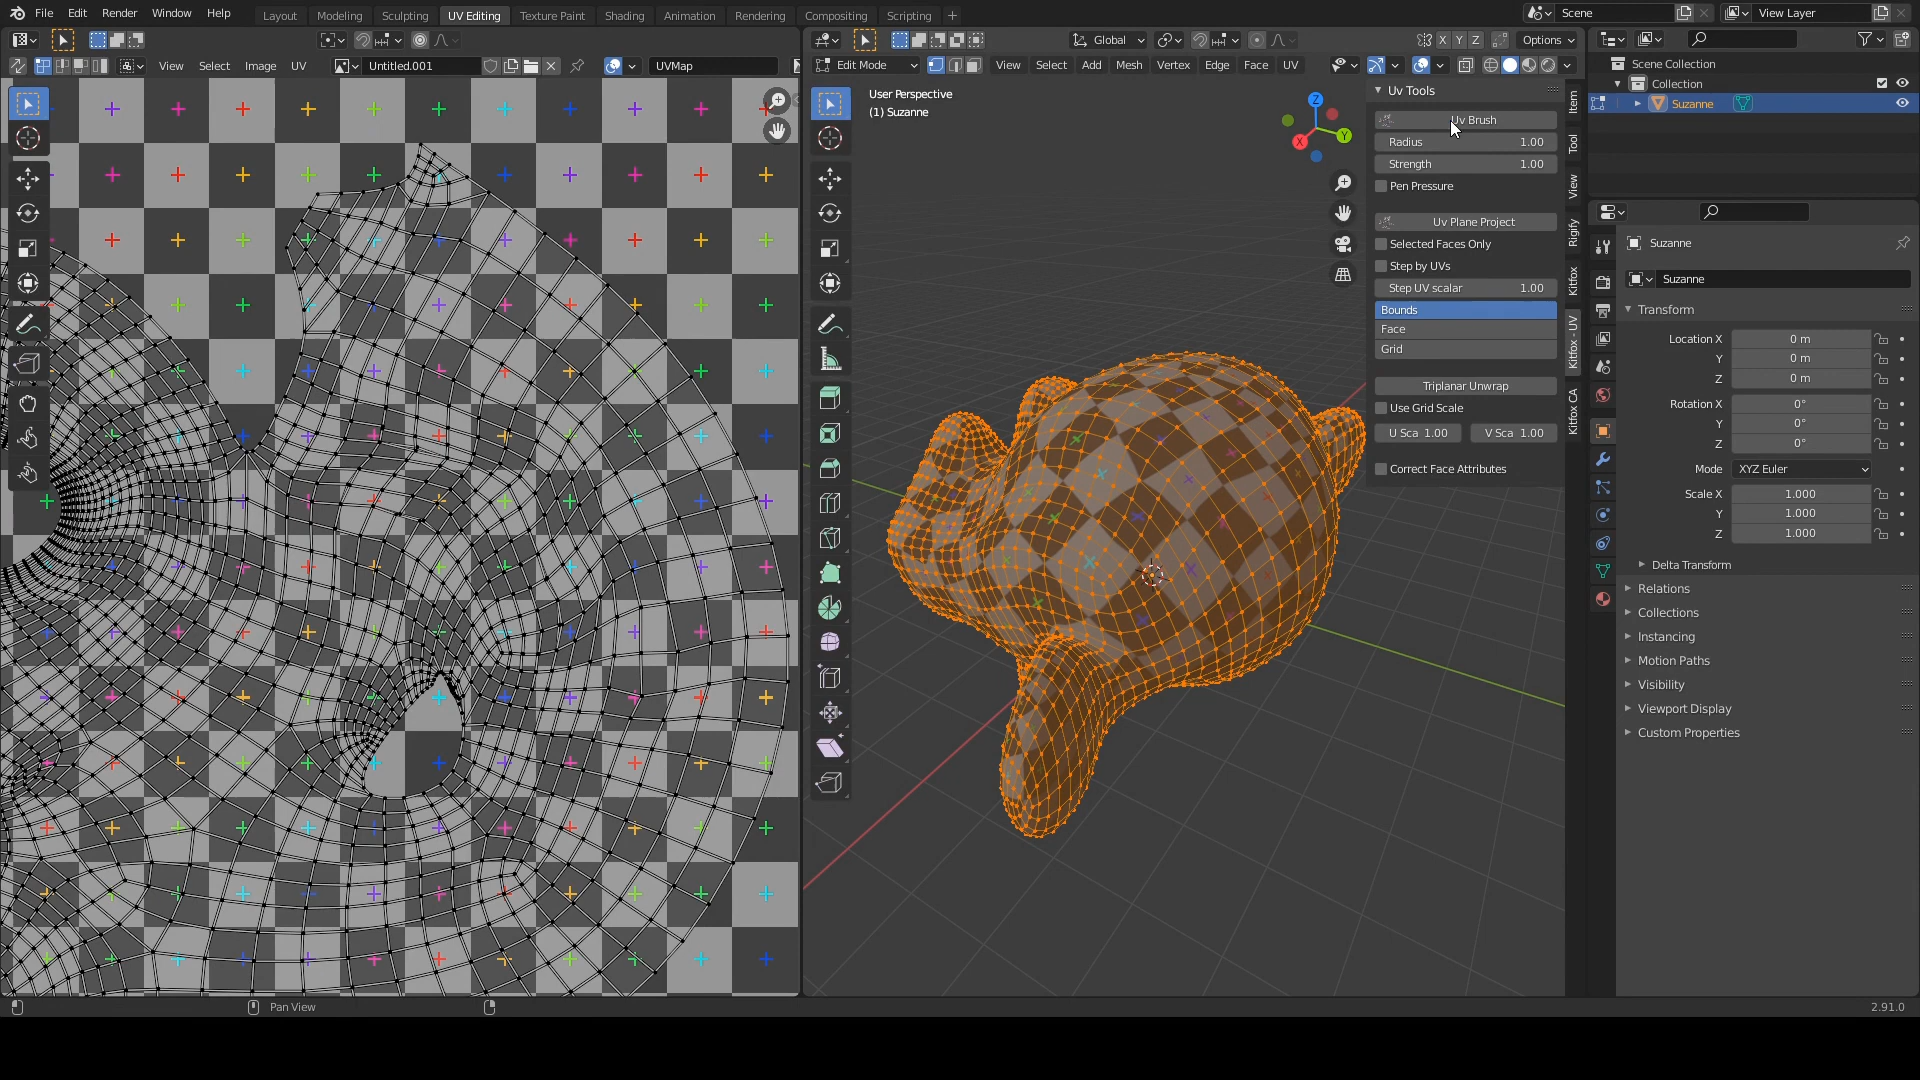 File Edit Render Window Help Layout Modeling Sculpting UV Editing Texture Paint Shading Animation Rendering Compositing Scripting + Scene View Layer
Global X Y Z Options
View Select Image UV Untitled.001 UVMap
Edit Mode View Select Add Mesh Vertex Edge Face UV
Scene Collection
Collection
Suzanne
User Perspective
(1) Suzanne
Z
Y
X
Uv Tools
Uv Brush
Radius 1.00
Strength 1.00
Pen Pressure
Uv Plane Project
Selected Faces Only
Step by UVs
Step UV scalar 1.00
Bounds
Face
Grid
Triplanar Unwrap
Use Grid Scale
U Sca 1.00 V Sca 1.00
Correct Face Attributes
Item
Tool
View
Rigify
Kitfox
Kitfox - UV
Kitfox CA
Suzanne
Suzanne
Transform
Location X 0 m
Y 0 m
Z 0 m
Rotation X 0°
Y 0°
Z 0°
Mode XYZ Euler
Scale X 1.000
Y 1.000
Z 1.000
Delta Transform
Relations
Collections
Instancing
Motion Paths
Visibility
Viewport Display
Custom Properties
Pan View
2.91.0